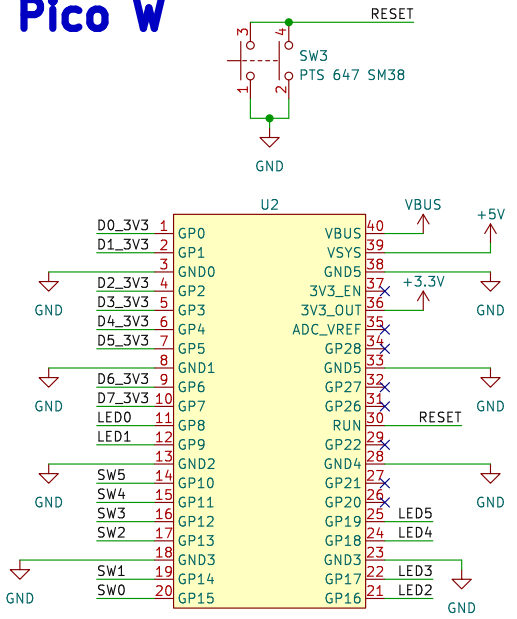 Pico W
RESET
3 4
SW3
PTS 647 SM38
1 2
GND
U2
VBUS
+5V
D0_3V3 1 GP0 VBUS 40
D1_3V3 2 GP1 VSYS 39
3 GND0 GND5 38
GND GND
D2_3V3 4 GP2 3V3_EN 37
+3.3V
D3_3V3 5 GP3 3V3_OUT 36
D4_3V3 6 GP4 ADC_VREF 35
D5_3V3 7 GP5 GP28 34
8 GND1 GND5 33
GND GND
D6_3V3 9 GP6 GP27 32
D7_3V3 10 GP7 GP26 31
LED0 11 GP8 RUN 30 RESET
LED1 12 GP9 GP22 29
13 GND2 GND4 28
GND GND
SW5 14 GP10 GP21 27
SW4 15 GP11 GP20 26
SW3 16 GP12 GP19 25 LED5
SW2 17 GP13 GP18 24 LED4
18 GND3 GND3 23
GND GND
SW1 19 GP14 GP17 22 LED3
SW0 20 GP15 GP16 21 LED2